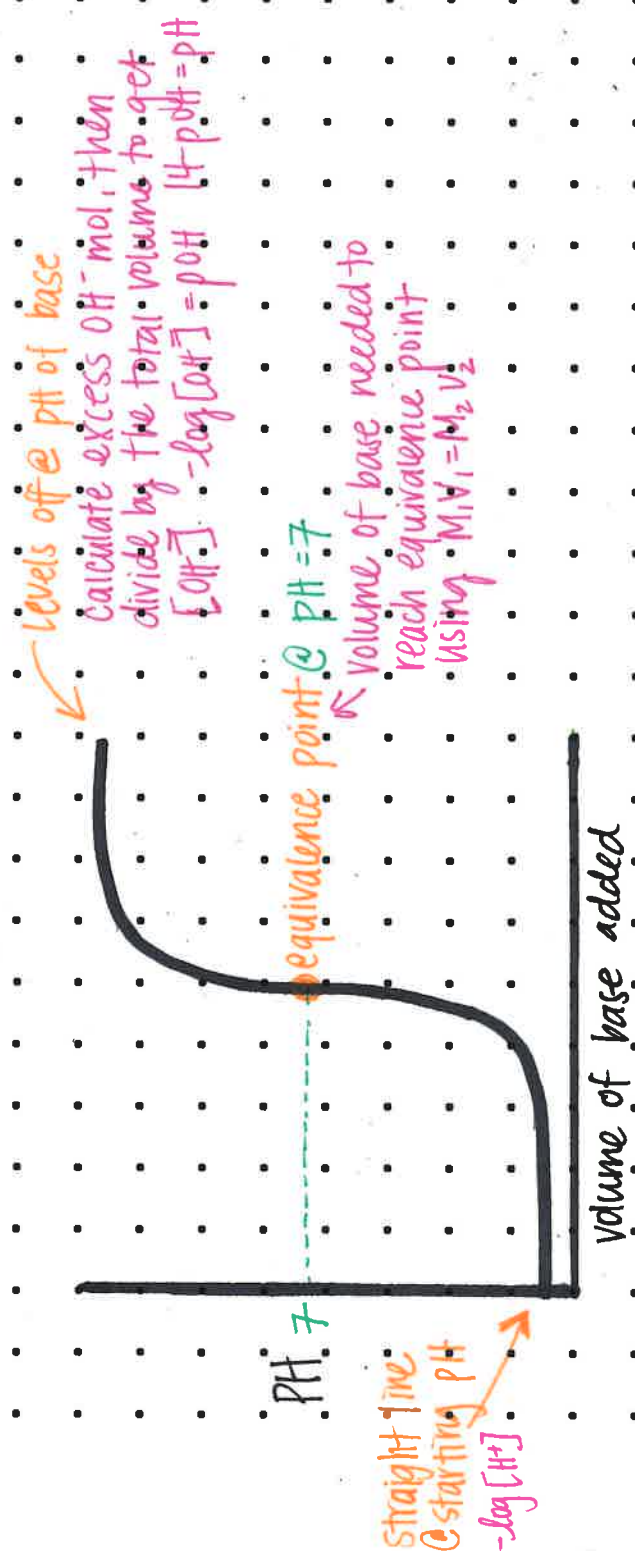 Levels off @ pH of base
Calculate excess OH⁻ mol, then
divide by the total volume to get
[OH⁻] -log[OH⁻] = pOH 14-pOH = pH
equivalence point @ pH = 7
volume of base needed to
reach equivalence point
using M₁V₁ = M₂V₂
PH 7
straight line
@ starting pH
-log[H⁺]
volume of base added